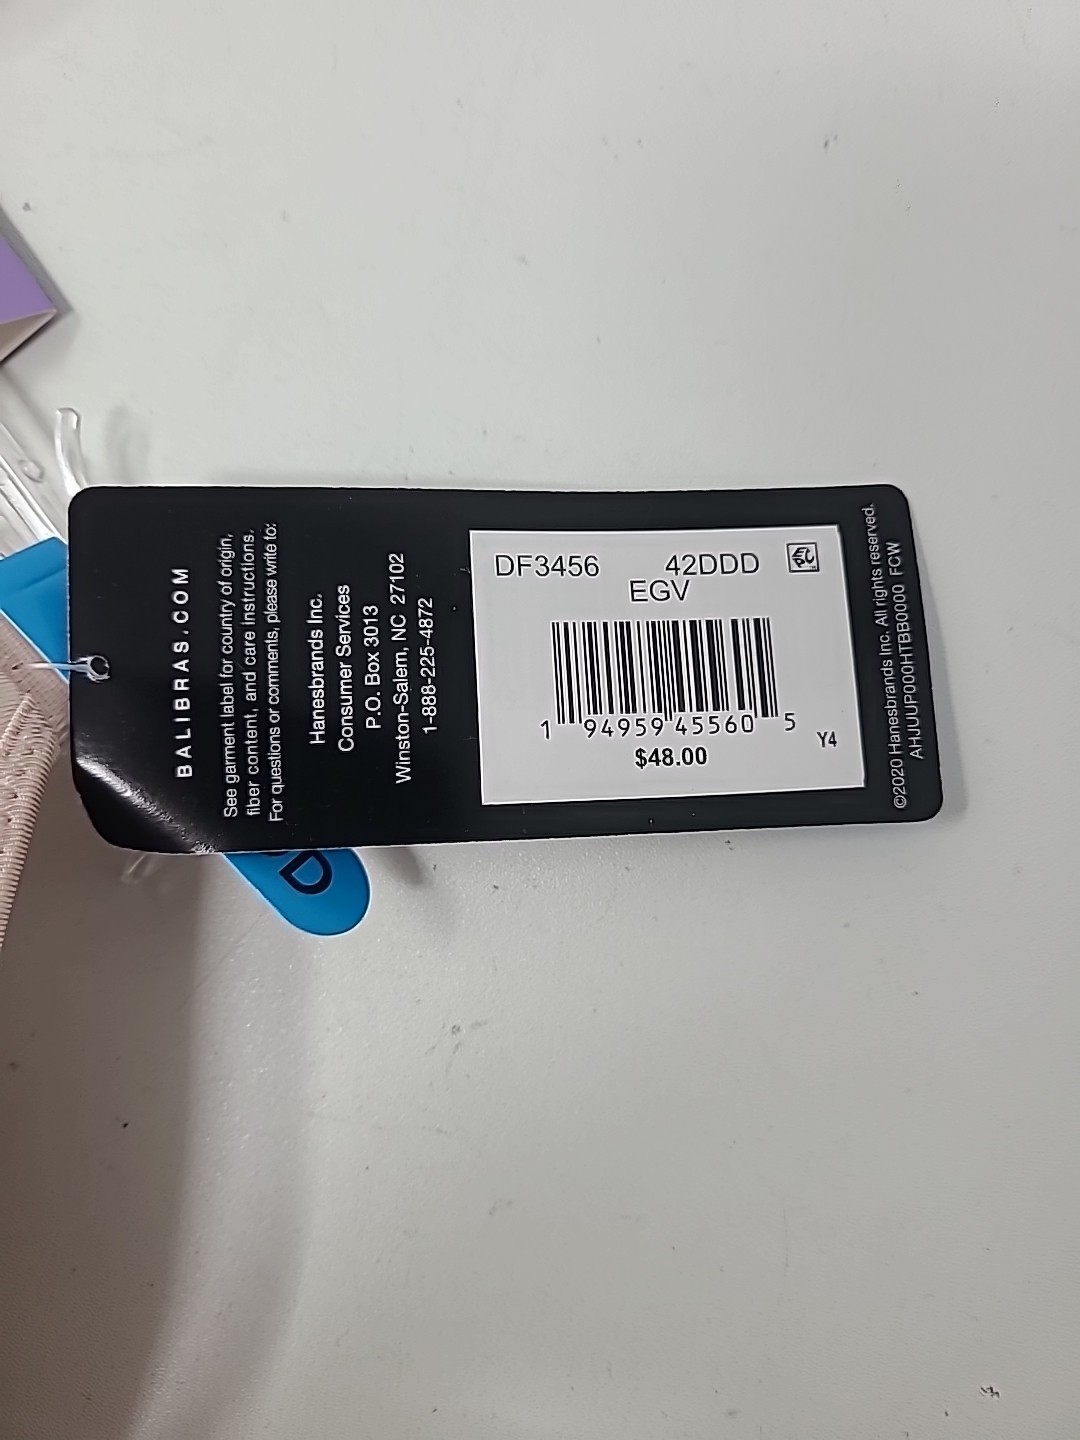 BALIBRAS.COM
See garment label for country of origin,
fiber content, and care instructions.
For questions or comments, please write to:
Hanesbrands Inc.
Consumer Services
P.O. Box 3013
Winston-Salem, NC 27102
1-888-225-4872
DF3456 42DDD
EGV
1 94959 45560 5
Y4
$48.00
©2020 Hanesbrands Inc. All rights reserved.
AHJUUP000HTBB0000 FCW
D